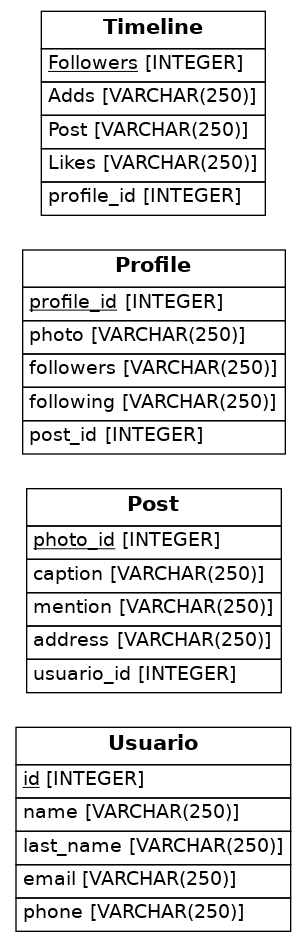 Timeline
Followers [INTEGER]
Adds [VARCHAR(250)]
Post [VARCHAR(250)]
Likes [VARCHAR(250)]
profile_id [INTEGER]
Profile
profile_id [INTEGER]
photo [VARCHAR(250)]
followers [VARCHAR(250)]
following [VARCHAR(250)]
post_id [INTEGER]
Post
photo_id [INTEGER]
caption [VARCHAR(250)]
mention [VARCHAR(250)]
address [VARCHAR(250)]
usuario_id [INTEGER]
Usuario
id [INTEGER]
name [VARCHAR(250)]
last_name [VARCHAR(250)]
email [VARCHAR(250)]
phone [VARCHAR(250)]